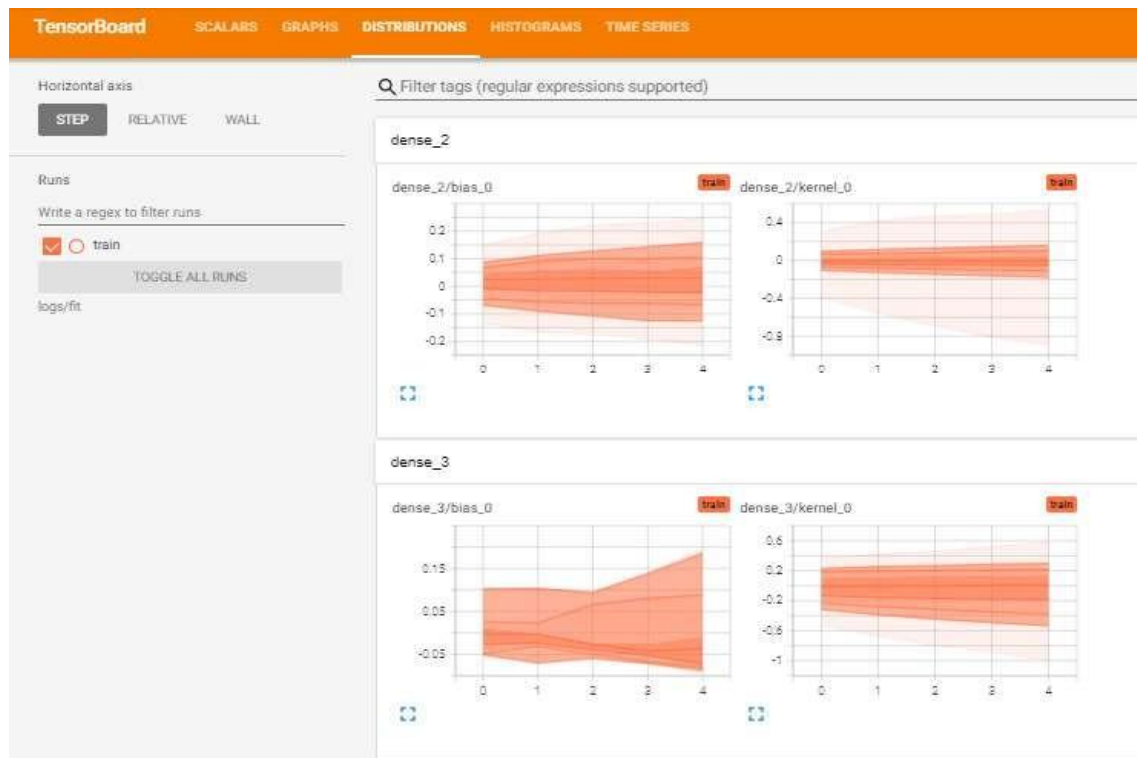 TensorBoard SCALARS GRAPHS DISTRIBUTIONS HISTOGRAMS TIME SERIES
Horizontal axis
STEP RELATIVE WALL
Runs
Write a regex to filter runs
train
TOGGLE ALL RUNS
logs/fit
Filter tags (regular expressions supported)
dense_2
dense_2/bias_0 train
0.2
0.1
0
-0.1
-0.2
0 1 2 3 4
dense_2/kernel_0 train
0.4
0
-0.4
-0.8
0 1 2 3 4
dense_3
dense_3/bias_0 train
0.15
0.05
-0.05
0 1 2 3 4
dense_3/kernel_0 train
0.6
0.2
-0.2
-0.6
-1
0 1 2 3 4